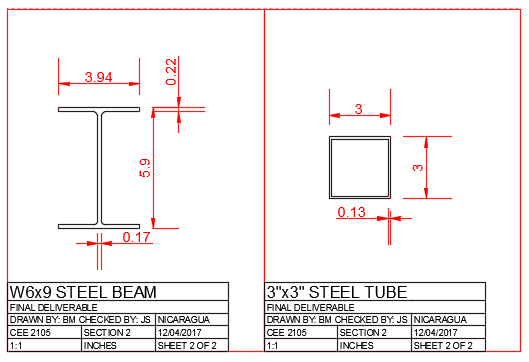 3.94
0.22
5.9
0.17
W6x9 STEEL BEAM
FINAL DELIVERABLE
DRAWN BY: BM CHECKED BY: JS NICARAGUA
CEE 2105 SECTION 2 12/04/2017
1:1 INCHES SHEET 2 OF 2
3
3
0.13
3"x3" STEEL TUBE
FINAL DELIVERABLE
DRAWN BY: BM CHECKED BY: JS NICARAGUA
CEE 2105 SECTION 2 12/04/2017
1:1 INCHES SHEET 2 OF 2